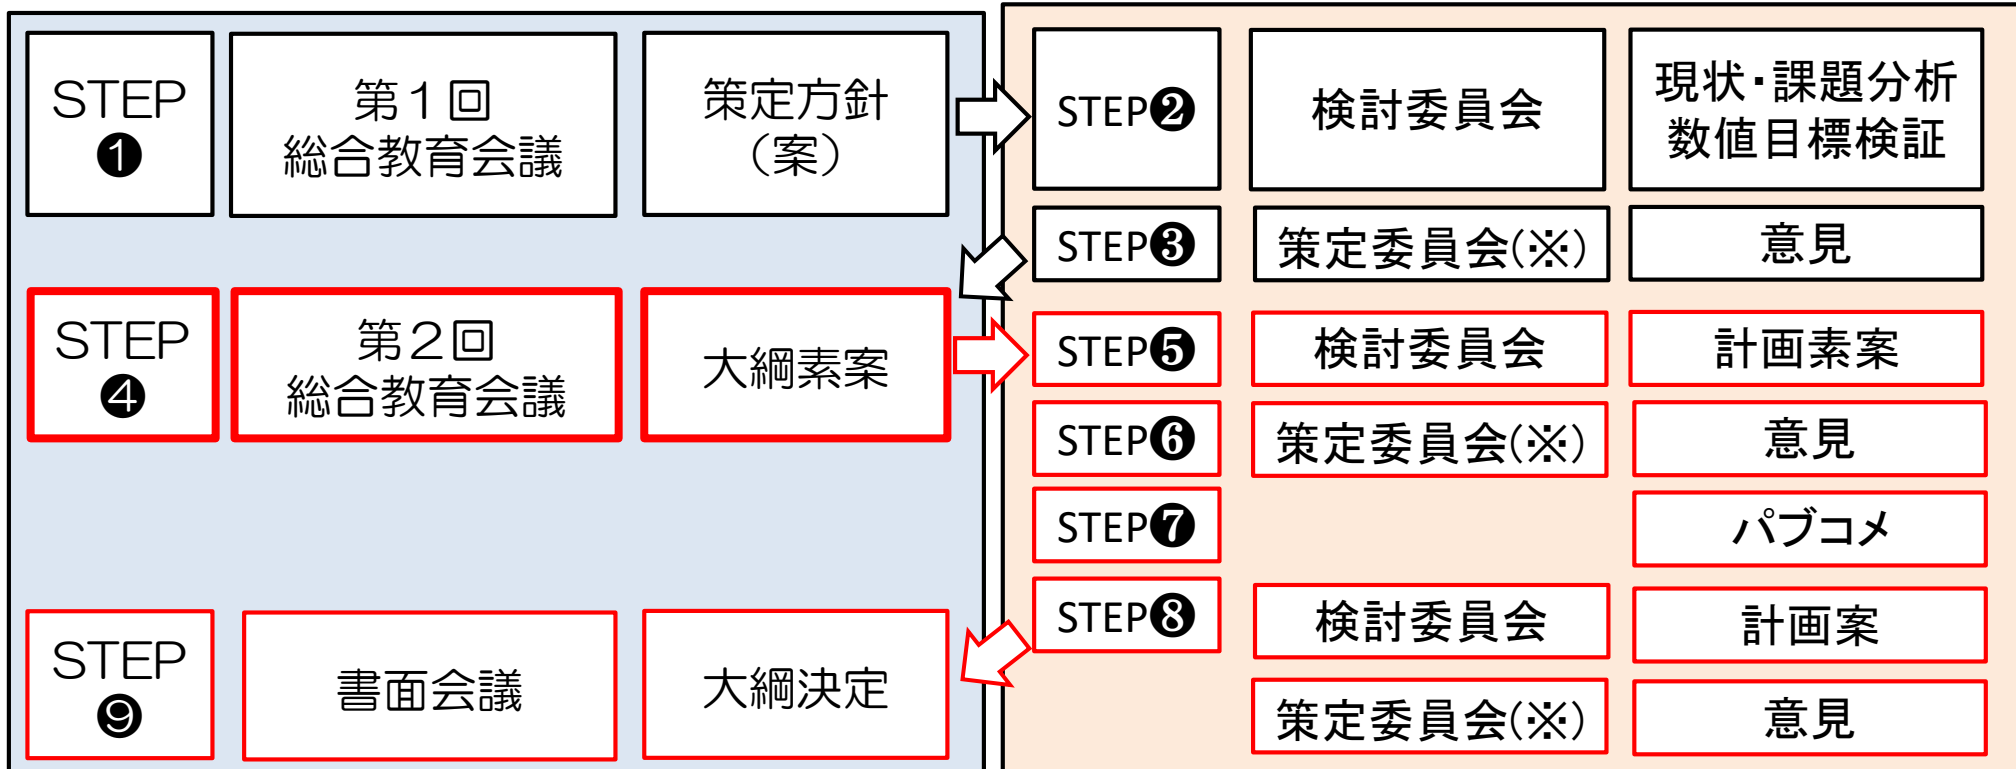 STEP
❶
第１回
総合教育会議
策定方針
（案）
STEP❷
検討委員会
現状・課題分析
数値目標検証
STEP❸
策定委員会(※)
意見
STEP
❹
第２回
総合教育会議
大綱素案
STEP❺
検討委員会
計画素案
STEP❻
策定委員会(※)
意見
STEP❼
パブコメ
STEP❽
検討委員会
計画案
策定委員会(※)
意見
STEP
❾
書面会議
大綱決定